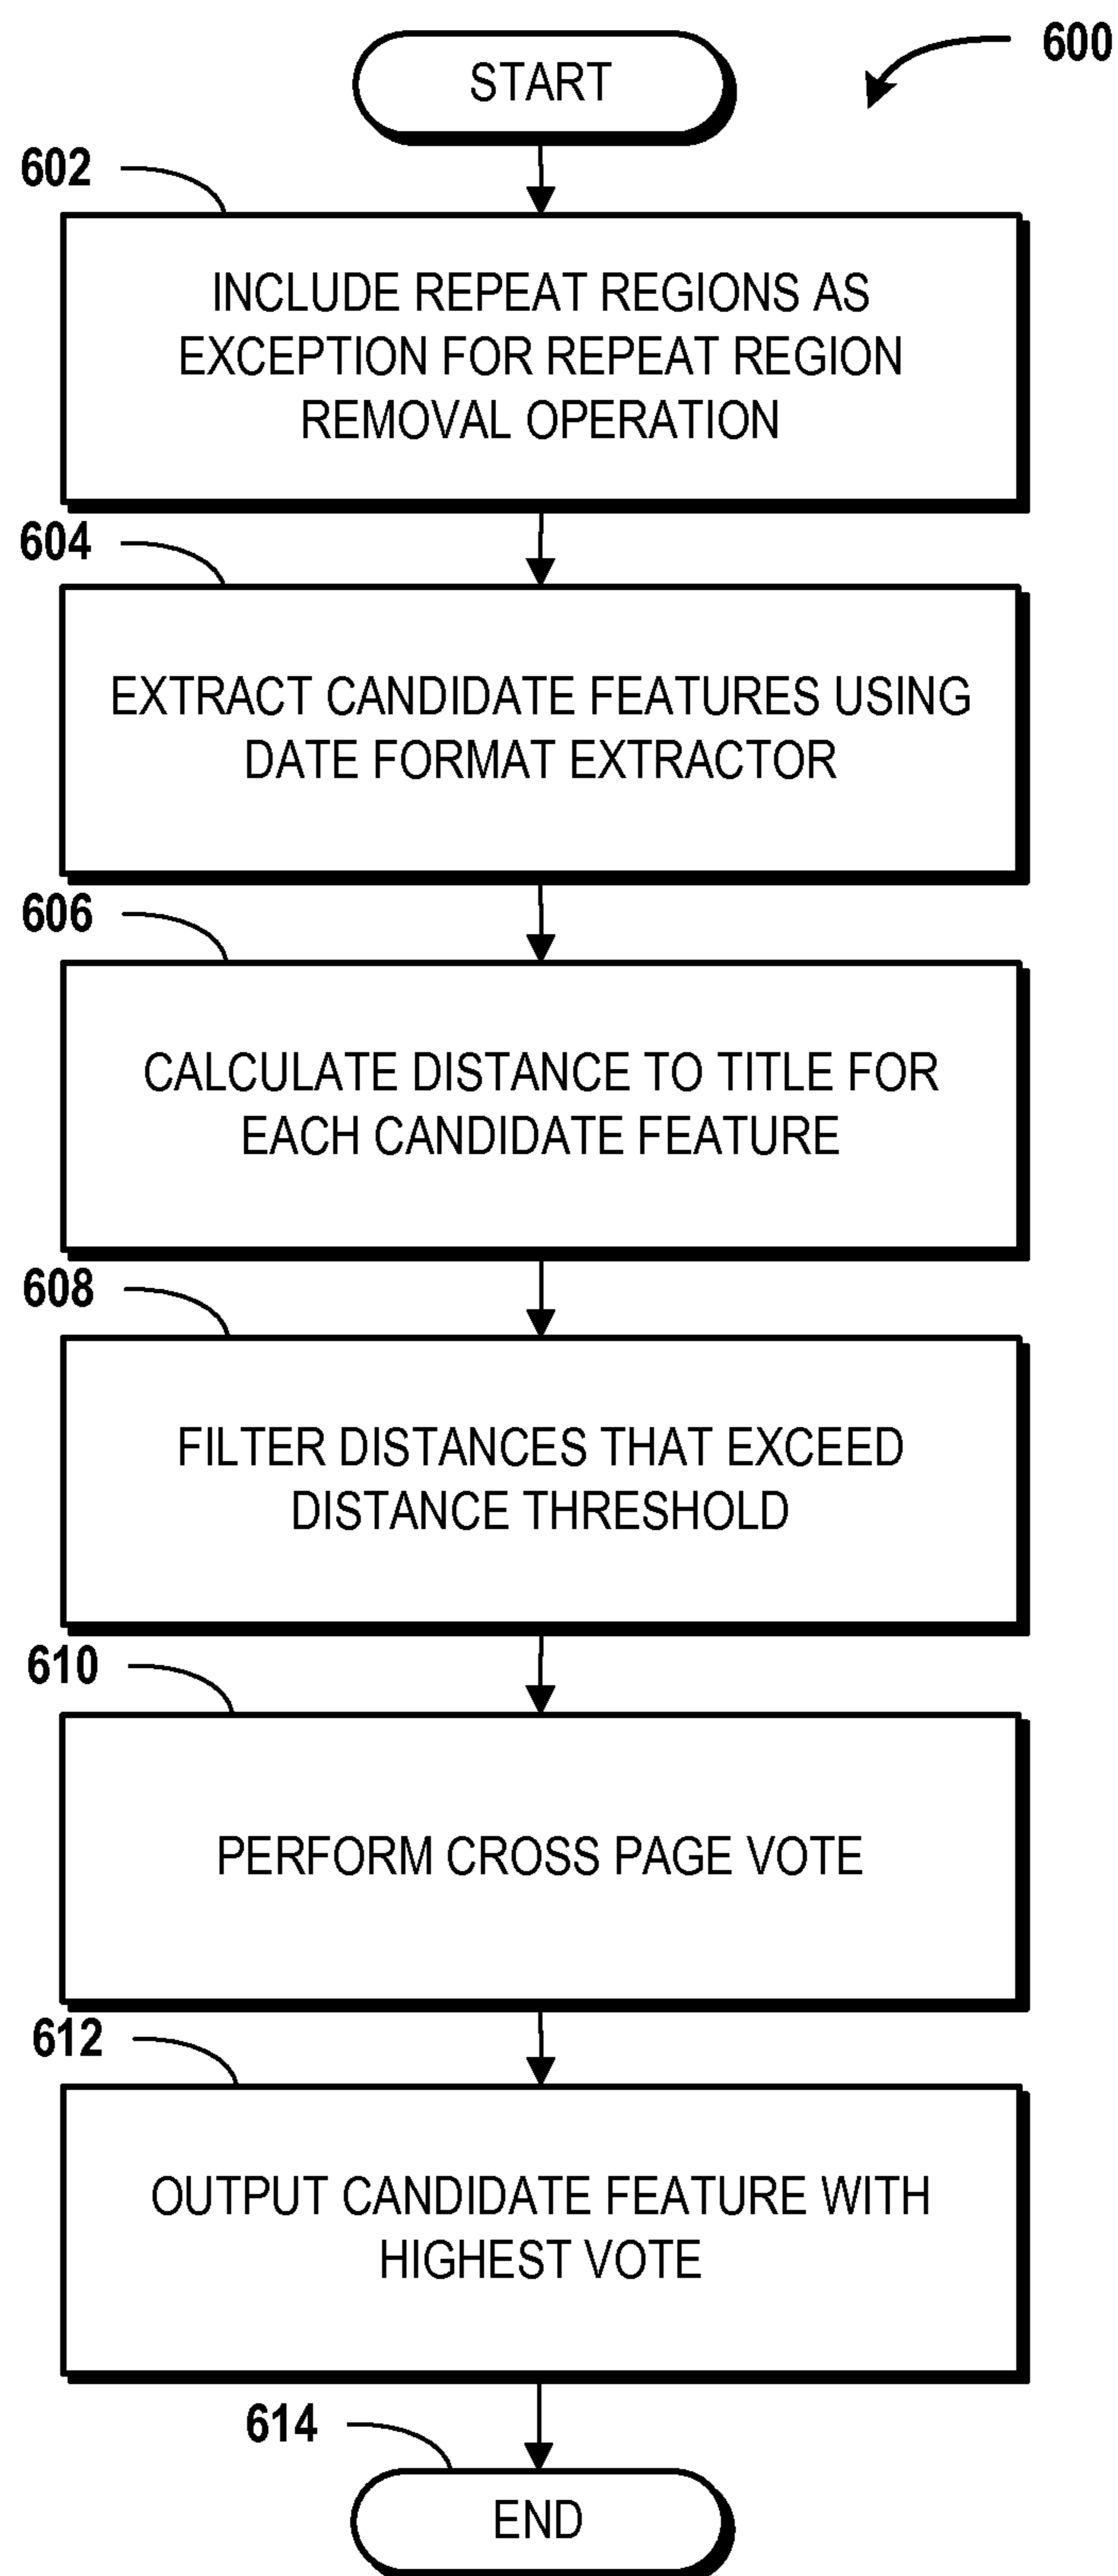 START
600
602
INCLUDE REPEAT REGIONS AS
EXCEPTION FOR REPEAT REGION
REMOVAL OPERATION
604
EXTRACT CANDIDATE FEATURES USING
DATE FORMAT EXTRACTOR
606
CALCULATE DISTANCE TO TITLE FOR
EACH CANDIDATE FEATURE
608
FILTER DISTANCES THAT EXCEED
DISTANCE THRESHOLD
610
PERFORM CROSS PAGE VOTE
612
OUTPUT CANDIDATE FEATURE WITH
HIGHEST VOTE
614
END